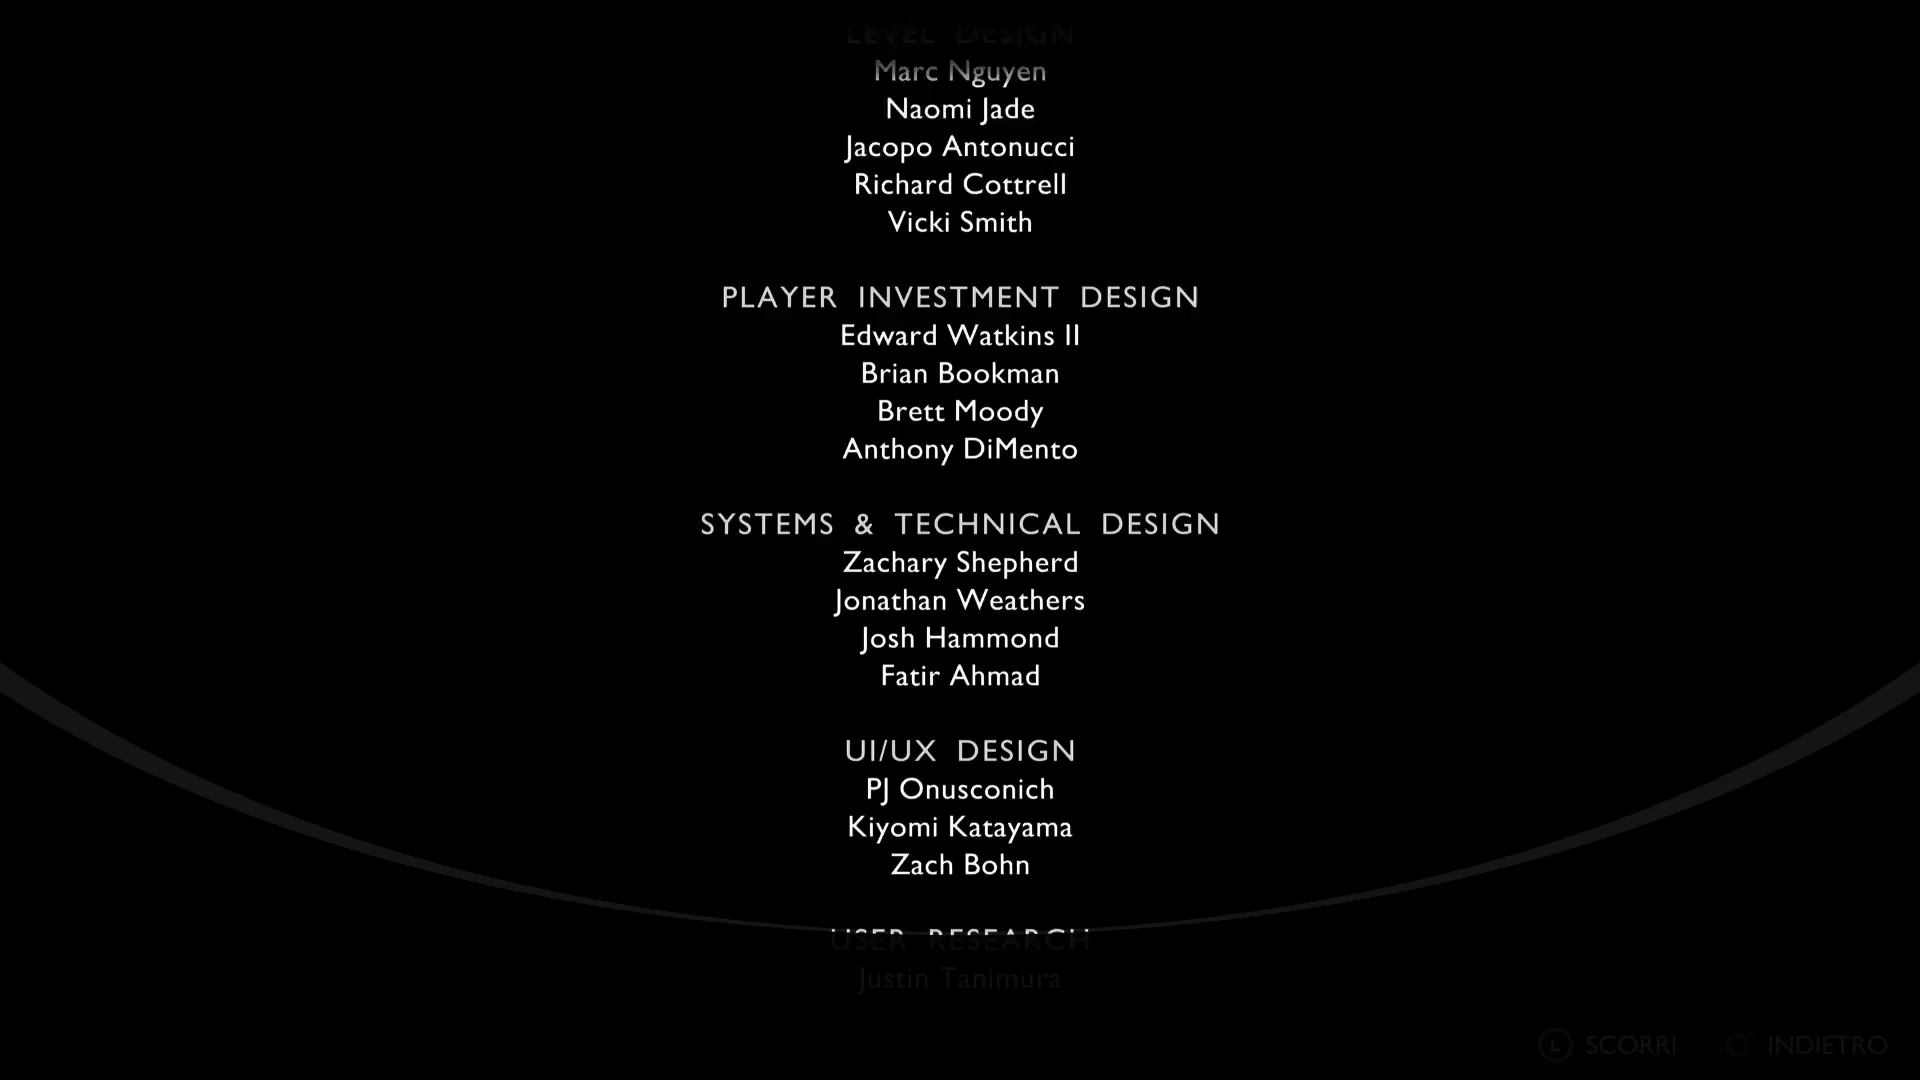 LEVEL DESIGN
Marc Nguyen
Naomi Jade
Jacopo Antonucci
Richard Cottrell
Vicki Smith
PLAYER INVESTMENT DESIGN
Edward Watkins II
Brian Bookman
Brett Moody
Anthony DiMento
SYSTEMS & TECHNICAL DESIGN
Zachary Shepherd
Jonathan Weathers
Josh Hammond
Fatir Ahmad
UI/UX DESIGN
PJ Onusconich
Kiyomi Katayama
Zach Bohn
USER RESEARCH
Justin Tanimura
L SCORRI INDIETRO